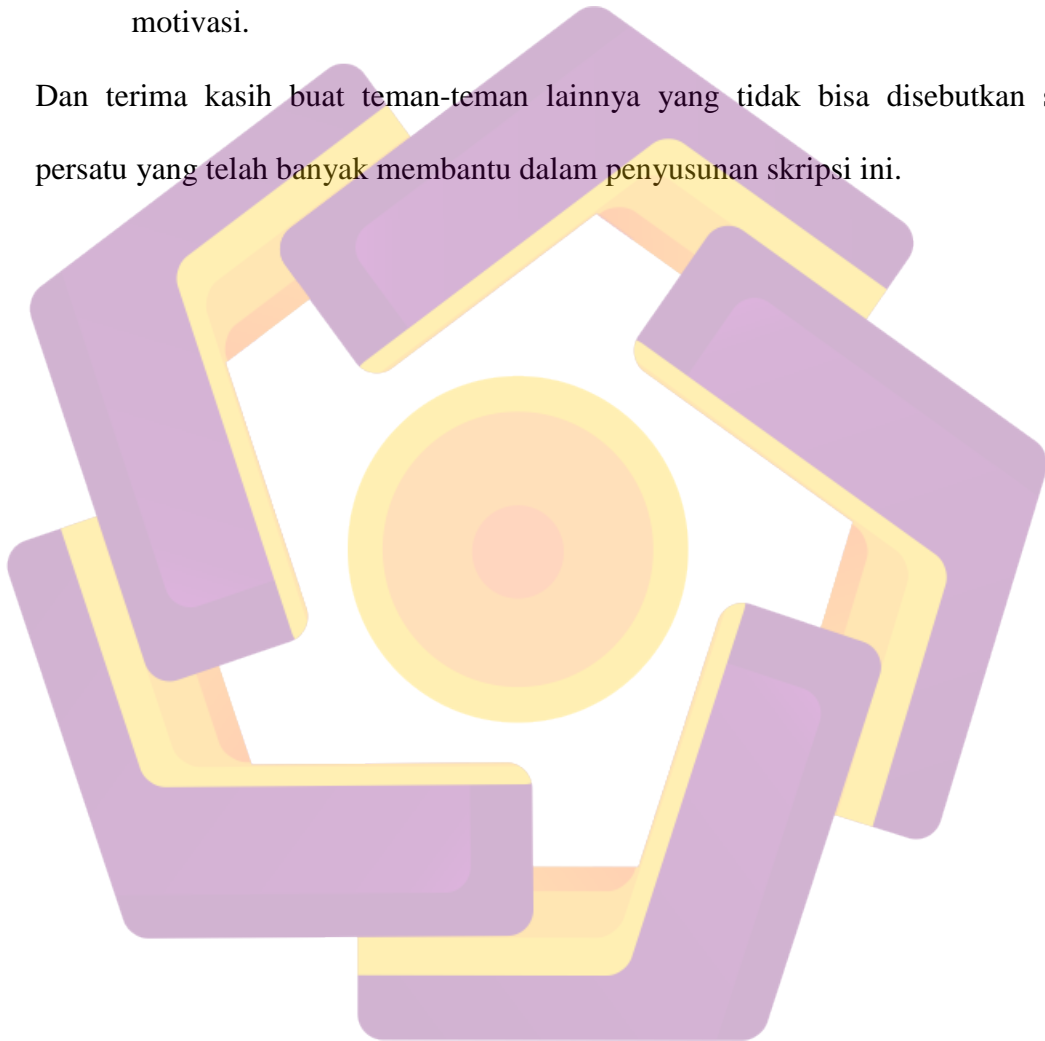 motivasi.
Dan terima kasih buat teman-teman lainnya yang tidak bisa disebutkan
persatu yang telah banyak membantu dalam penyusunan skripsi ini.